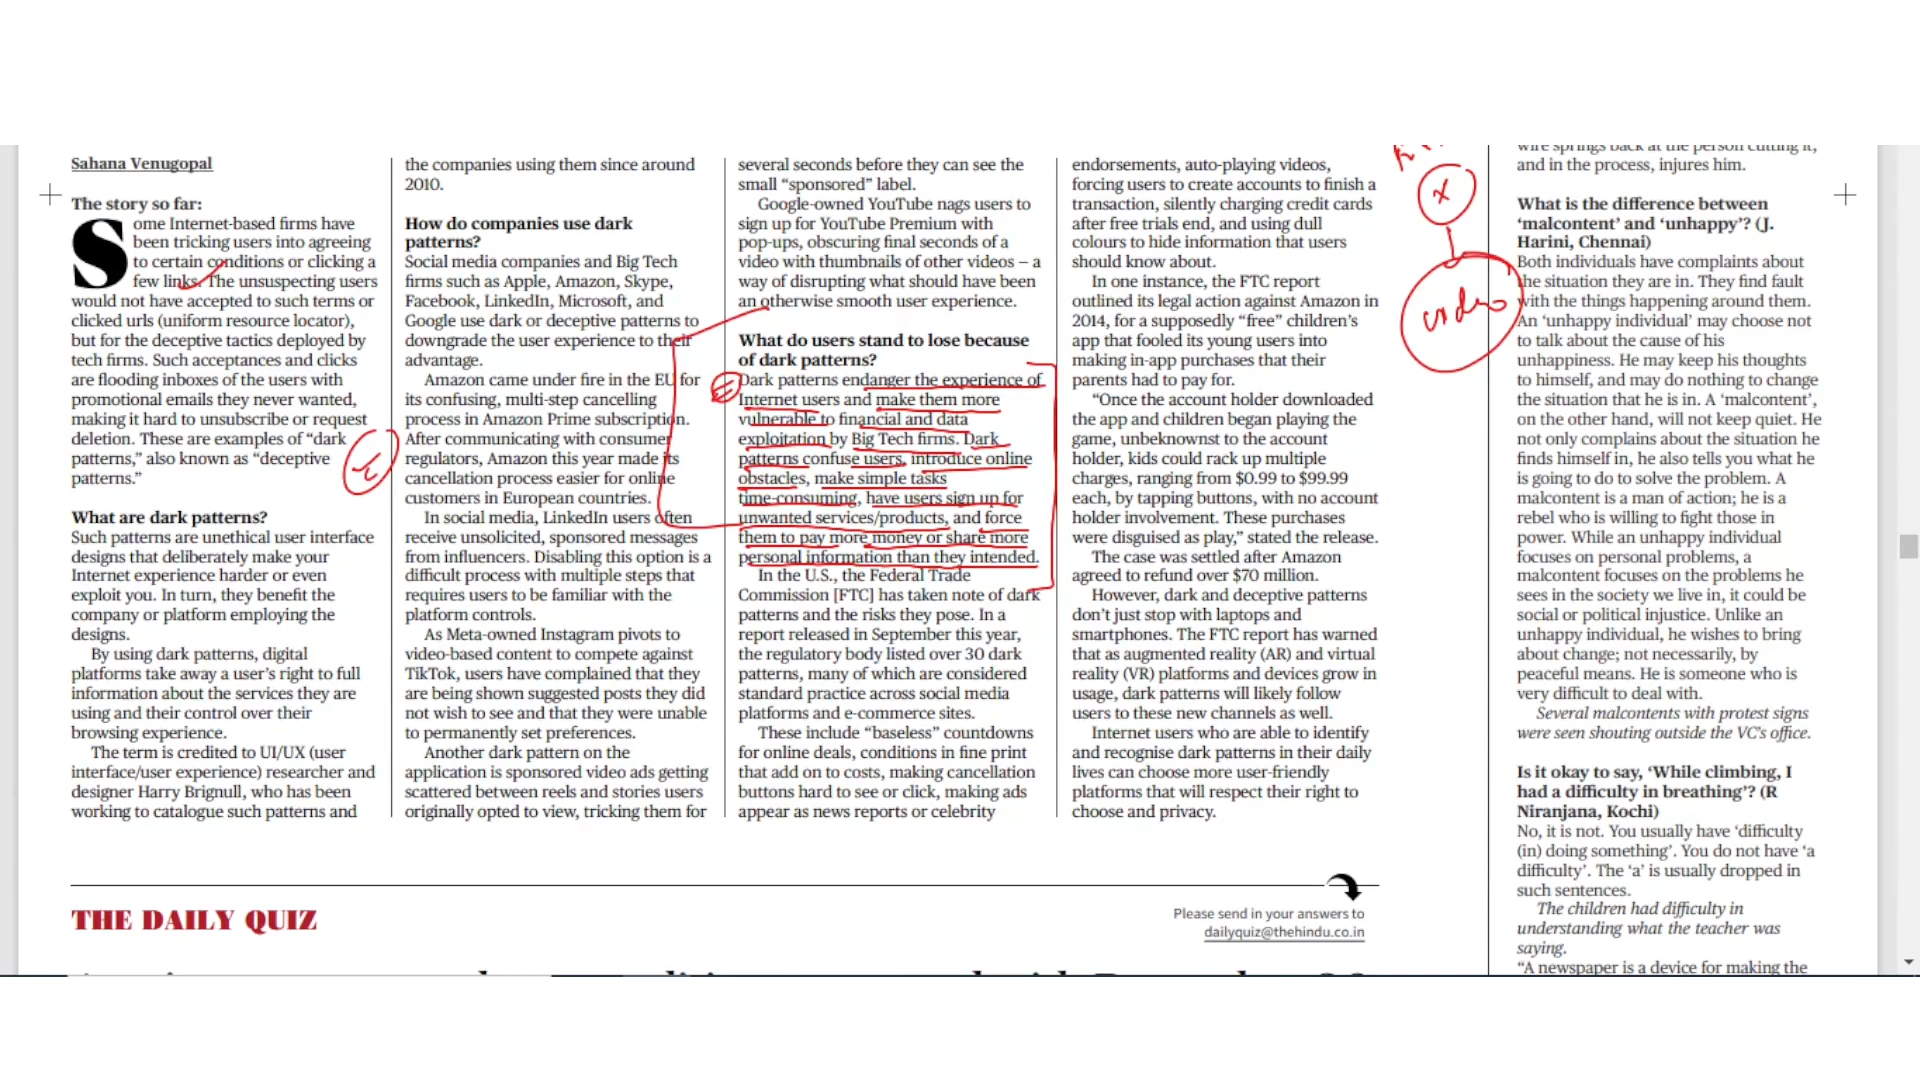 Sahana Venugopal
The story so far:
Some Internet-based firms have
been tricking users into agreeing
to certain conditions or clicking a
few links. The unsuspecting users
would not have accepted to such terms or
clicked urls (uniform resource locator),
but for the deceptive tactics deployed by
tech firms. Such acceptances and clicks
are flooding inboxes of the users with
promotional emails they never wanted,
making it hard to unsubscribe or request
deletion. These are examples of “dark
patterns,” also known as “deceptive
patterns.”
What are dark patterns?
Such patterns are unethical user interface
designs that deliberately make your
Internet experience harder or even
exploit you. In turn, they benefit the
company or platform employing the
designs.
By using dark patterns, digital
platforms take away a user’s right to full
information about the services they are
using and their control over their
browsing experience.
The term is credited to UI/UX (user
interface/user experience) researcher and
designer Harry Brignull, who has been
working to catalogue such patterns and
the companies using them since around
2010.
How do companies use dark
patterns?
Social media companies and Big Tech
firms such as Apple, Amazon, Skype,
Facebook, LinkedIn, Microsoft, and
Google use dark or deceptive patterns to
downgrade the user experience to their
advantage.
Amazon came under fire in the EU for
its confusing, multi-step cancelling
process in Amazon Prime subscription.
After communicating with consumer
regulators, Amazon this year made its
cancellation process easier for online
customers in European countries.
In social media, LinkedIn users often
receive unsolicited, sponsored messages
from influencers. Disabling this option is a
difficult process with multiple steps that
requires users to be familiar with the
platform controls.
As Meta-owned Instagram pivots to
video-based content to compete against
TikTok, users have complained that they
are being shown suggested posts they did
not wish to see and that they were unable
to permanently set preferences.
Another dark pattern on the
application is sponsored video ads getting
scattered between reels and stories users
originally opted to view, tricking them for
several seconds before they can see the
small “sponsored” label.
Google-owned YouTube nags users to
sign up for YouTube Premium with
pop-ups, obscuring final seconds of a
video with thumbnails of other videos – a
way of disrupting what should have been
an otherwise smooth user experience.
What do users stand to lose because
of dark patterns?
Dark patterns endanger the experience of
Internet users and make them more
vulnerable to financial and data
exploitation by Big Tech firms. Dark
patterns confuse users, introduce online
obstacles, make simple tasks
time-consuming, have users sign up for
unwanted services/products, and force
them to pay more money or share more
personal information than they intended.
In the U.S., the Federal Trade
Commission [FTC] has taken note of dark
patterns and the risks they pose. In a
report released in September this year,
the regulatory body listed over 30 dark
patterns, many of which are considered
standard practice across social media
platforms and e-commerce sites.
These include “baseless” countdowns
for online deals, conditions in fine print
that add on to costs, making cancellation
buttons hard to see or click, making ads
appear as news reports or celebrity
endorsements, auto-playing videos,
forcing users to create accounts to finish a
transaction, silently charging credit cards
after free trials end, and using dull
colours to hide information that users
should know about.
In one instance, the FTC report
outlined its legal action against Amazon in
2014, for a supposedly “free” children’s
app that fooled its young users into
making in-app purchases that their
parents had to pay for.
“Once the account holder downloaded
the app and children began playing the
game, unbeknownst to the account
holder, kids could rack up multiple
charges, ranging from $0.99 to $99.99
each, by tapping buttons, with no account
holder involvement. These purchases
were disguised as play,” stated the release.
The case was settled after Amazon
agreed to refund over $70 million.
However, dark and deceptive patterns
don’t just stop with laptops and
smartphones. The FTC report has warned
that as augmented reality (AR) and virtual
reality (VR) platforms and devices grow in
usage, dark patterns will likely follow
users to these new channels as well.
Internet users who are able to identify
and recognise dark patterns in their daily
lives can choose more user-friendly
platforms that will respect their right to
choose and privacy.
x
video
wire springs back at the person cutting it,
and in the process, injures him.
What is the difference between
‘malcontent’ and ‘unhappy’? (J.
Harini, Chennai)
Both individuals have complaints about
the situation they are in. They find fault
with the things happening around them.
An ‘unhappy individual’ may choose not
to talk about the cause of his
unhappiness. He may keep his thoughts
to himself, and may do nothing to change
the situation that he is in. A ‘malcontent’,
on the other hand, will not keep quiet. He
not only complains about the situation he
finds himself in, he also tells you what he
is going to do to solve the problem. A
malcontent is a man of action; he is a
rebel who is willing to fight those in
power. While an unhappy individual
focuses on personal problems, a
malcontent focuses on the problems he
sees in the society we live in, it could be
social or political injustice. Unlike an
unhappy individual, he wishes to bring
about change; not necessarily, by
peaceful means. He is someone who is
very difficult to deal with.
Several malcontents with protest signs
were seen shouting outside the VC’s office.
Is it okay to say, ‘While climbing, I
had a difficulty in breathing’? (R
Niranjana, Kochi)
No, it is not. You usually have ‘difficulty
(in) doing something’. You do not have ‘a
difficulty’. The ‘a’ is usually dropped in
such sentences.
The children had difficulty in
understanding what the teacher was
saying.
“A newspaper is a device for making the
THE DAILY QUIZ
Please send in your answers to
dailyquiz@thehindu.co.in